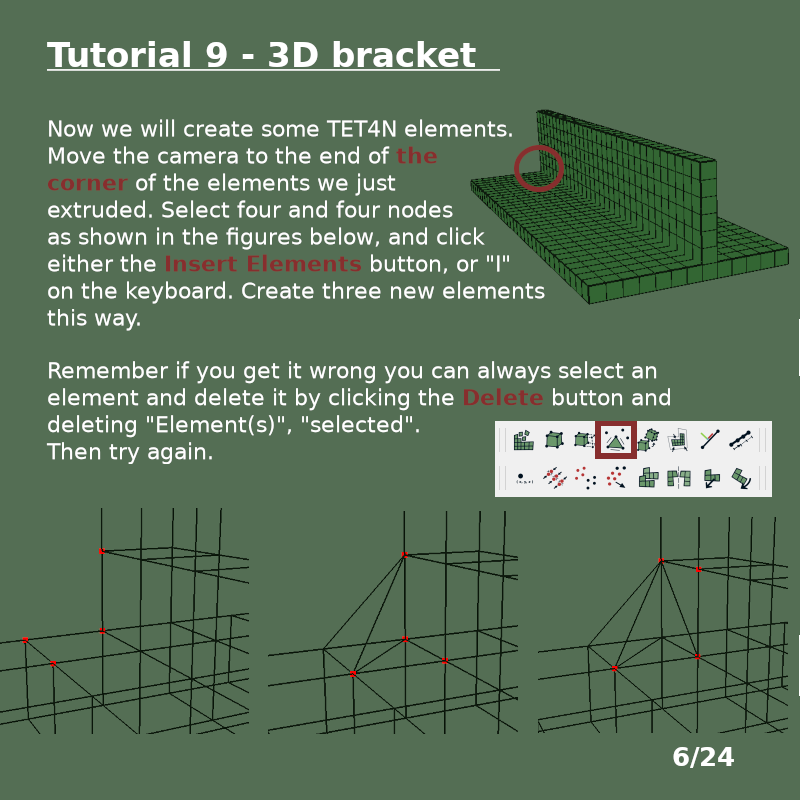 Tutorial 9 - 3D bracket
Now we will create some TET4N elements.
Move the camera to the end of the
corner of the elements we just
extruded. Select four and four nodes
as shown in the figures below, and click
either the Insert Elements button, or "I"
on the keyboard. Create three new elements
this way.
Remember if you get it wrong you can always select an
element and delete it by clicking the Delete button and
deleting "Element(s)", "selected".
Then try again.
6/24